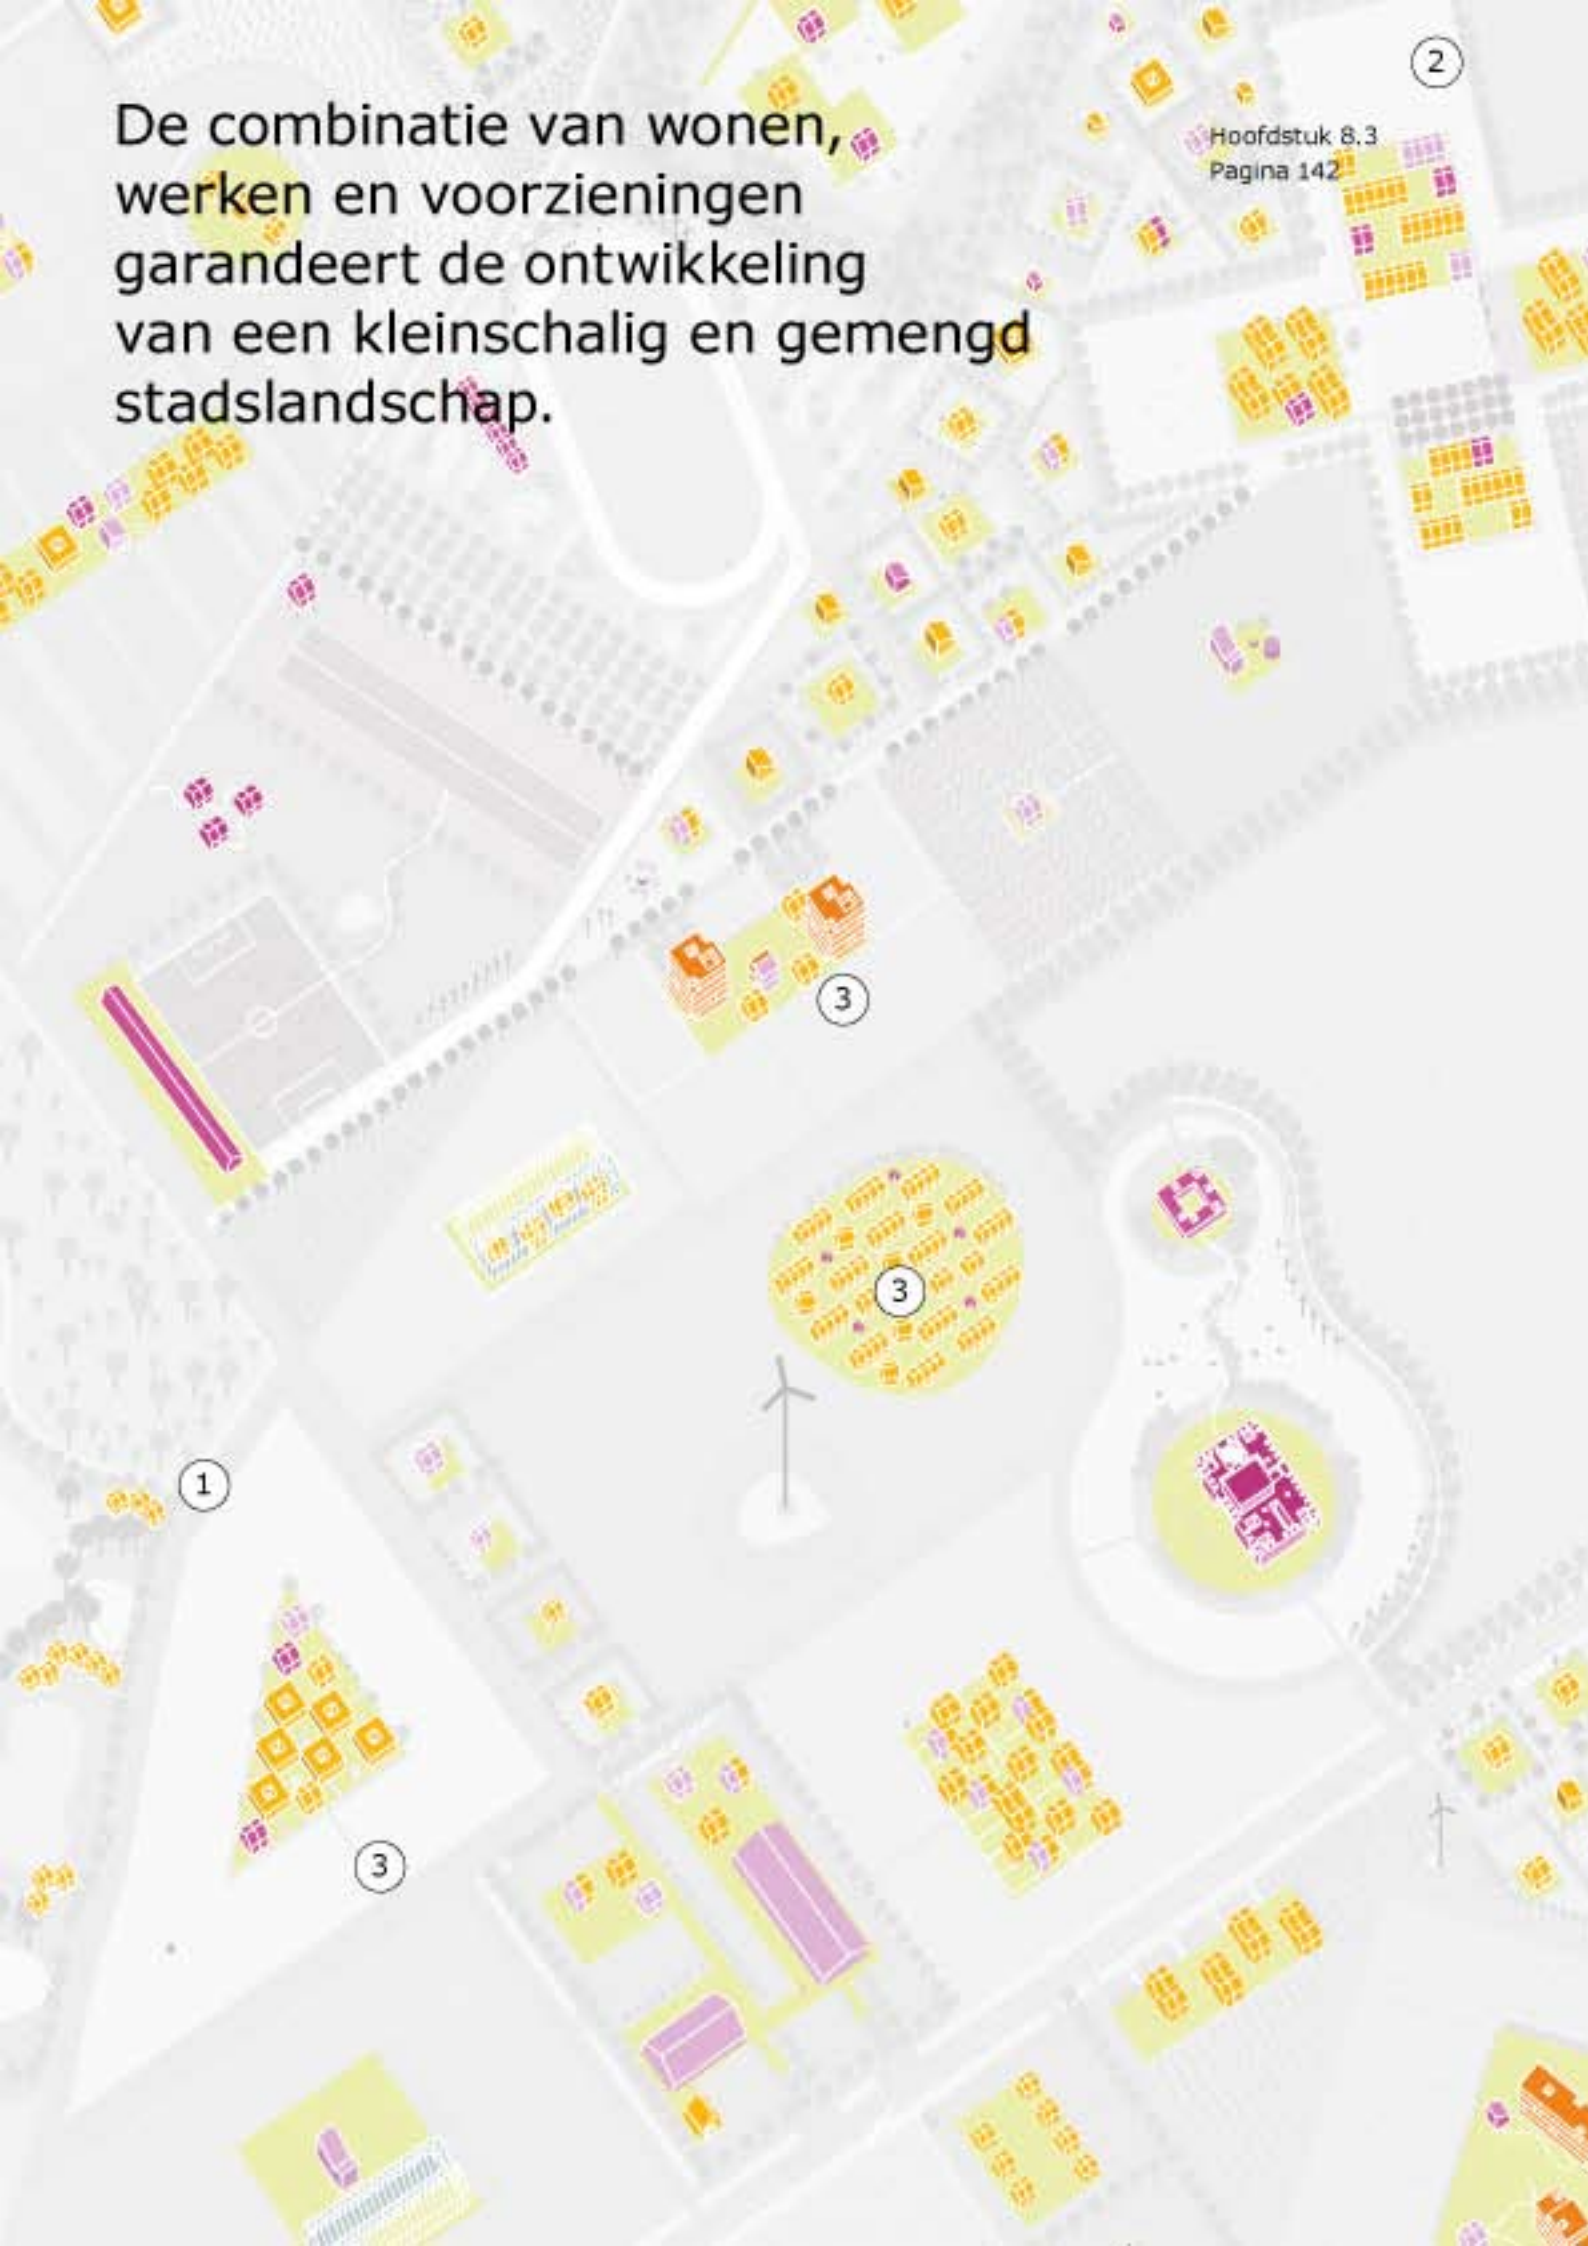 2
De combinatie van wonen,
werken en voorzieningen
garandeert de ontwikkeling
van een kleinschalig en gemengd
stadslandschap.
Hoofdstuk 8.3
Pagina 142
3
3
1
3